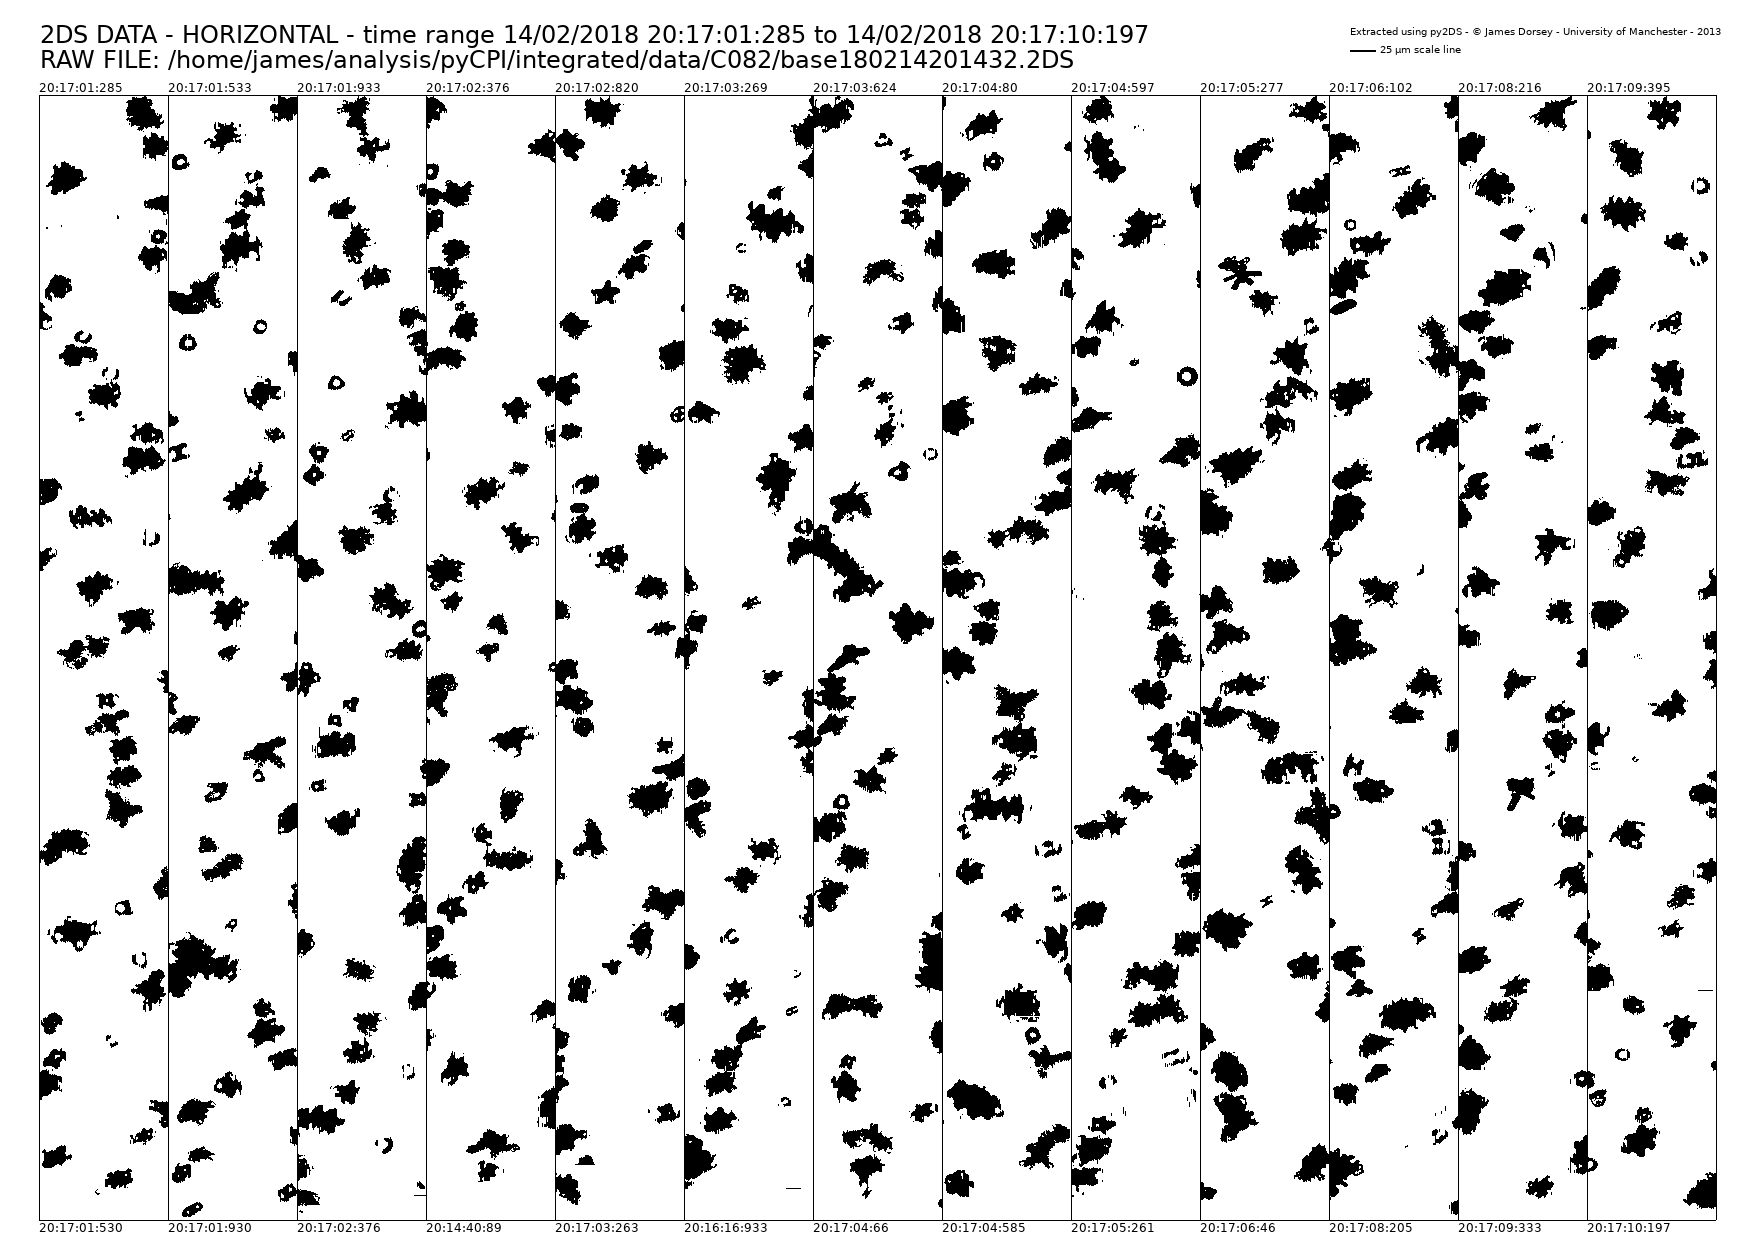 2DS DATA - HORIZONTAL - time range 14/02/2018 20:17:01:285 to 14/02/2018 20:17:10:197
RAW FILE: /home/james/analysis/pyCPI/integrated/data/C082/base180214201432.2DS
Extracted using py2DS - © James Dorsey - University of Manchester - 2013
25 µm scale line
20:17:01:285 20:17:01:533 20:17:01:933 20:17:02:376 20:17:02:820 20:17:03:269 20:17:03:624 20:17:04:80 20:17:04:597 20:17:05:277 20:17:06:102 20:17:08:216 20:17:09:395
20:17:01:530 20:17:01:930 20:17:02:376 20:14:40:89 20:17:03:263 20:16:16:933 20:17:04:66 20:17:04:585 20:17:05:261 20:17:06:46 20:17:08:205 20:17:09:333 20:17:10:197